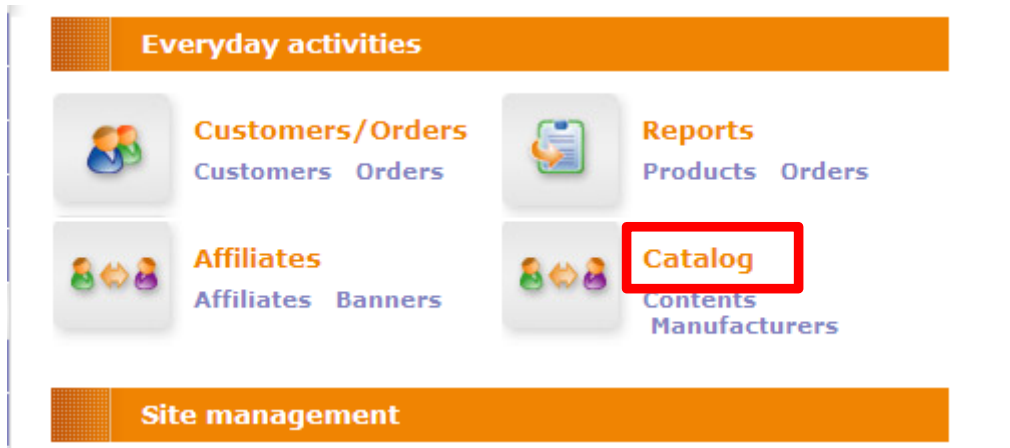 Everyday activities
Customers/Orders
Customers Orders
Reports
Products Orders
Affiliates
Affiliates Banners
Catalog
Contents
Manufacturers
Site management